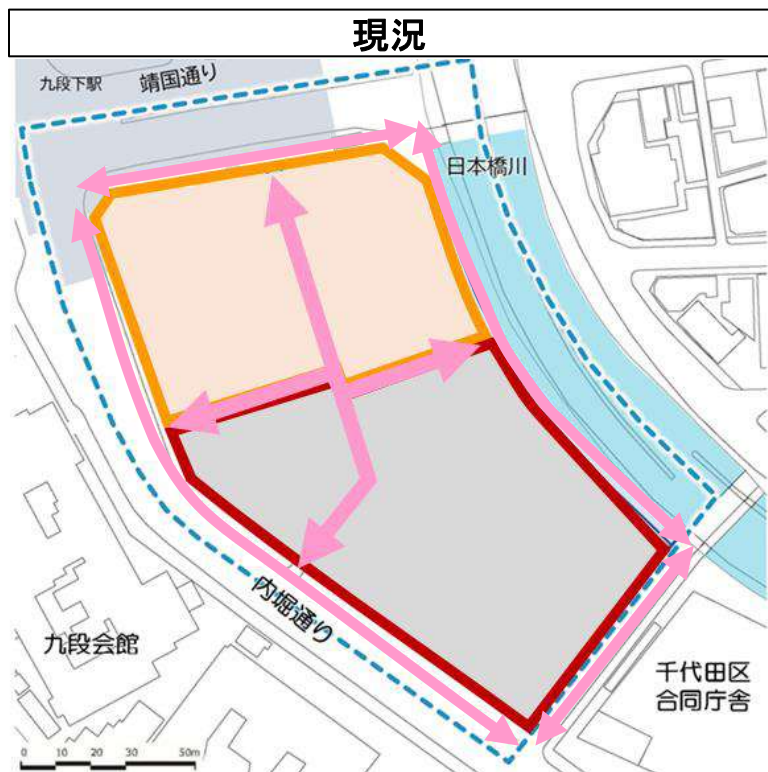 現況
九段下駅
靖国通り
日本橋川
内堀通り
九段会館
千代田区
合同庁舎
0 10 20 30 50m